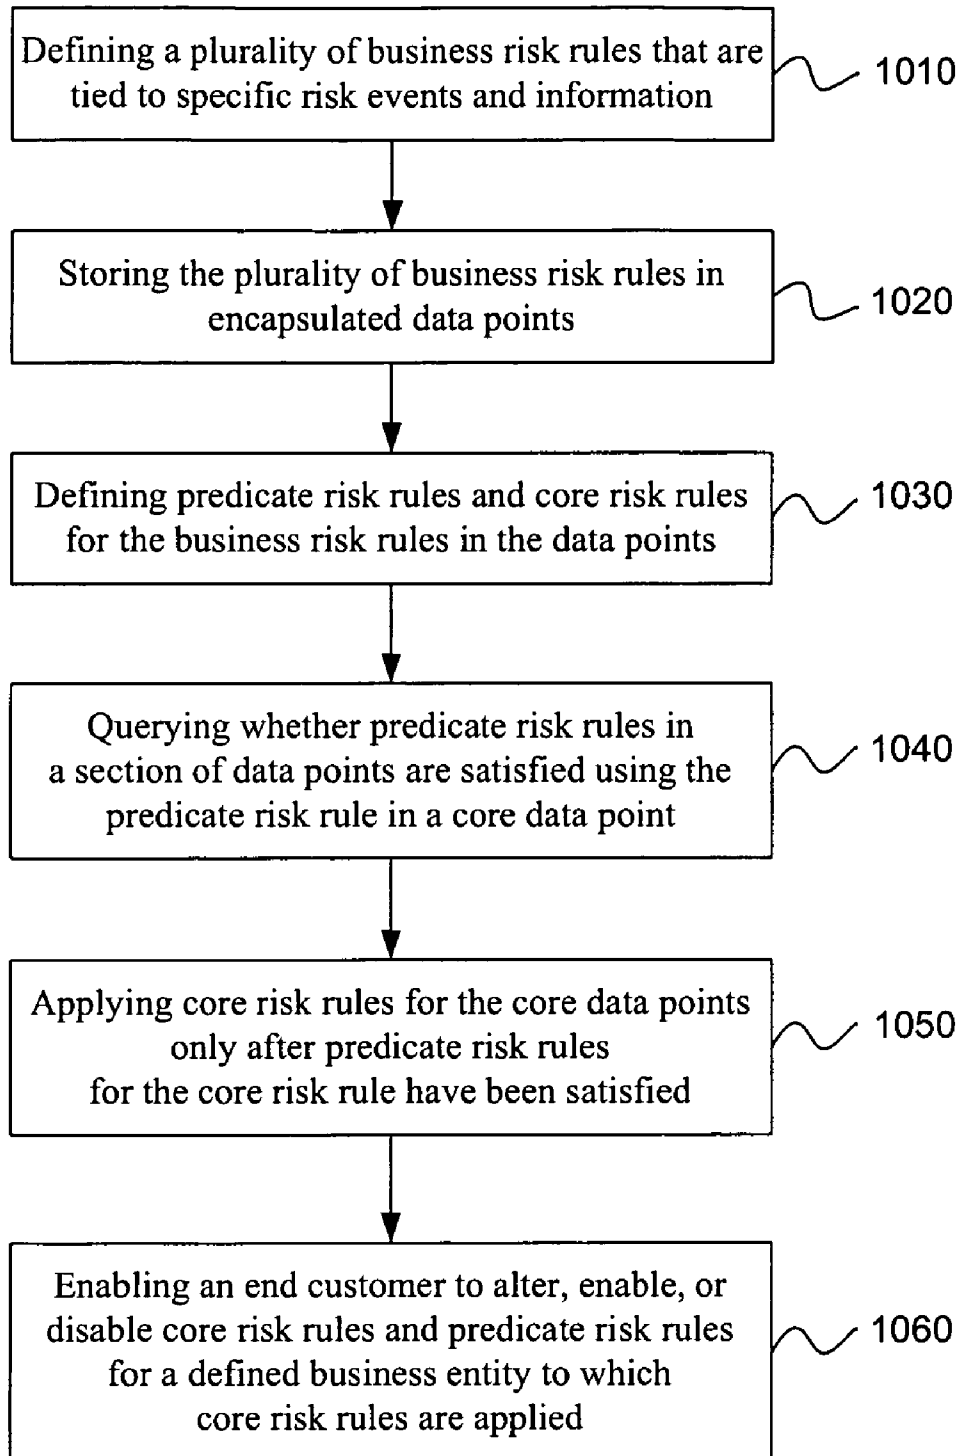 Defining a plurality of business risk rules that are
tied to specific risk events and information
1010
Storing the plurality of business risk rules in
encapsulated data points
1020
Defining predicate risk rules and core risk rules
for the business risk rules in the data points
1030
Querying whether predicate risk rules in
a section of data points are satisfied using the
predicate risk rule in a core data point
1040
Applying core risk rules for the core data points
only after predicate risk rules
for the core risk rule have been satisfied
1050
Enabling an end customer to alter, enable, or
disable core risk rules and predicate risk rules
for a defined business entity to which
core risk rules are applied
1060